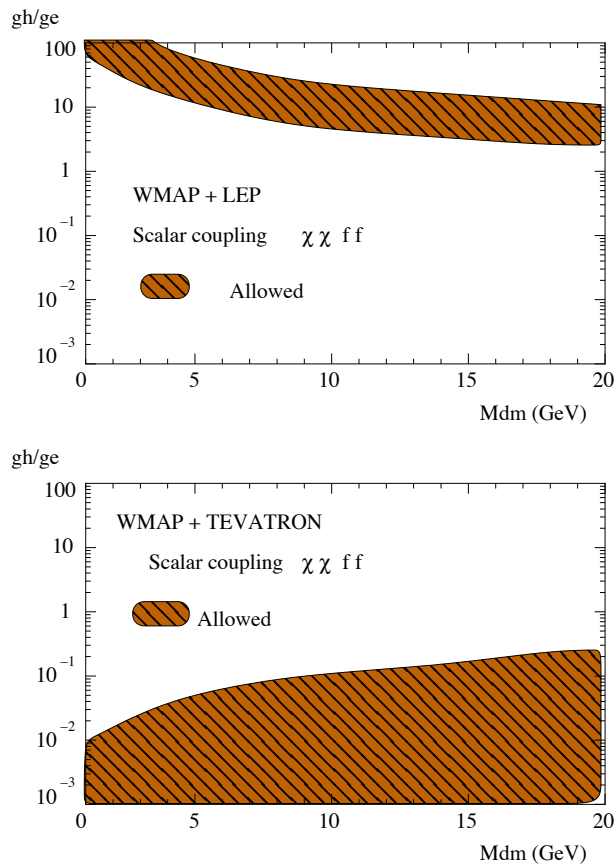 gh/ge
100
10
1
10⁻¹
10⁻²
10⁻³
WMAP + LEP
Scalar coupling χ χ f f
Allowed
0 5 10 15 20
Mdm (GeV)
gh/ge
100
10
1
10⁻¹
10⁻²
10⁻³
WMAP + TEVATRON
Scalar coupling χ χ f f
Allowed
0 5 10 15 20
Mdm (GeV)